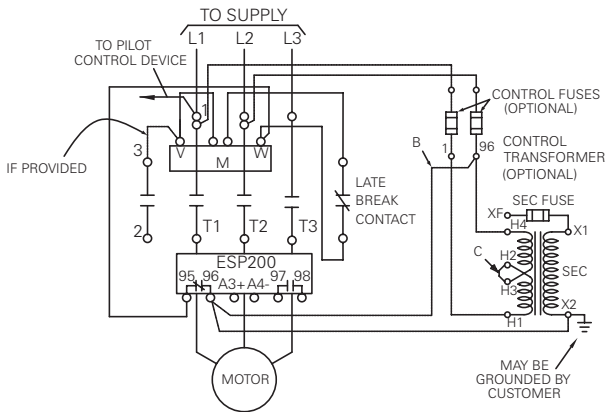 TO SUPPLY
L1 L2 L3
TO PILOT
CONTROL DEVICE
1
CONTROL FUSES
(OPTIONAL)
B
1 96
CONTROL
TRANSFORMER
(OPTIONAL)
3
V W
M
IF PROVIDED
LATE
BREAK
CONTACT
SEC FUSE
XF
H4 X1
2 T1 T2 T3
C
H2
SEC
H3
ESP200
95 96 A3+ A4- 97 98
X2
H1
MOTOR
MAY BE
GROUNDED BY
CUSTOMER